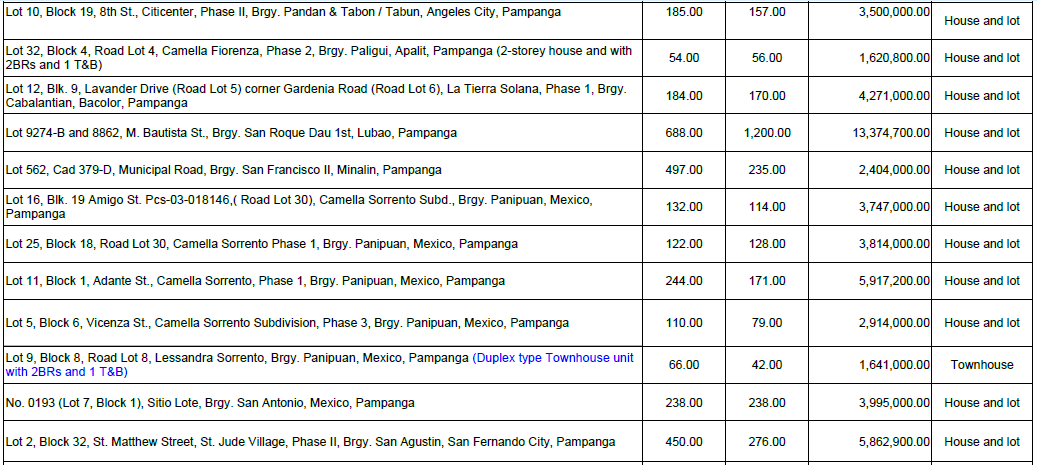 Lot 10, Block 19, 8th St., Citicenter, Phase II, Brgy. Pandan & Tabon / Tabun, Angeles City, Pampanga 185.00 157.00 3,500,000.00 House and lot
Lot 32, Block 4, Road Lot 4, Camella Fiorenza, Phase 2, Brgy. Paligui, Apalit, Pampanga (2-storey house and with
2BRs and 1 T&B) 54.00 56.00 1,620,800.00 House and lot
Lot 12, Blk. 9, Lavander Drive (Road Lot 5) corner Gardenia Road (Road Lot 6), La Tierra Solana, Phase 1, Brgy.
Cabalantian, Bacolor, Pampanga 184.00 170.00 4,271,000.00 House and lot
Lot 9274-B and 8862, M. Bautista St., Brgy. San Roque Dau 1st, Lubao, Pampanga 688.00 1,200.00 13,374,700.00 House and lot
Lot 562, Cad 379-D, Municipal Road, Brgy. San Francisco II, Minalin, Pampanga 497.00 235.00 2,404,000.00 House and lot
Lot 16, Blk. 19 Amigo St. Pcs-03-018146,( Road Lot 30), Camella Sorrento Subd., Brgy. Panipuan, Mexico,
Pampanga 132.00 114.00 3,747,000.00 House and lot
Lot 25, Block 18, Road Lot 30, Camella Sorrento Phase 1, Brgy. Panipuan, Mexico, Pampanga 122.00 128.00 3,814,000.00 House and lot
Lot 11, Block 1, Adante St., Camella Sorrento, Phase 1, Brgy. Panipuan, Mexico, Pampanga 244.00 171.00 5,917,200.00 House and lot
Lot 5, Block 6, Vicenza St., Camella Sorrento Subdivision, Phase 3, Brgy. Panipuan, Mexico, Pampanga 110.00 79.00 2,914,000.00 House and lot
Lot 9, Block 8, Road Lot 8, Lessandra Sorrento, Brgy. Panipuan, Mexico, Pampanga (Duplex type Townhouse unit
with 2BRs and 1 T&B) 66.00 42.00 1,641,000.00 Townhouse
No. 0193 (Lot 7, Block 1), Sitio Lote, Brgy. San Antonio, Mexico, Pampanga 238.00 238.00 3,995,000.00 House and lot
Lot 2, Block 32, St. Matthew Street, St. Jude Village, Phase II, Brgy. San Agustin, San Fernando City, Pampanga 450.00 276.00 5,862,900.00 House and lot